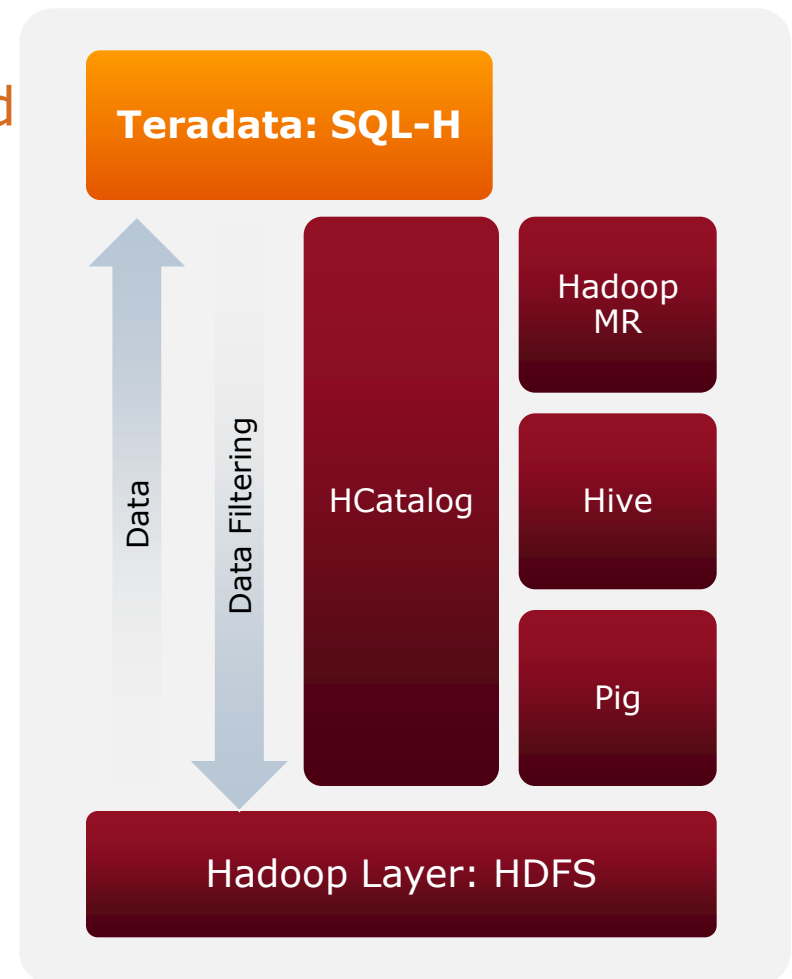 d
Teradata: SQL-H
Data
Data Filtering
HCatalog
Hadoop
MR
Hive
Pig
Hadoop Layer: HDFS